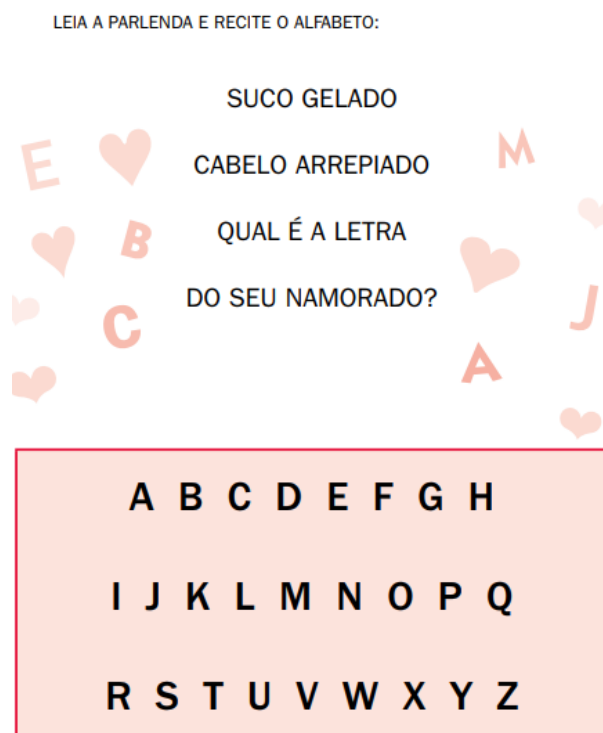 LEIA A PARLENDA E RECITE O ALFABETO:
SUCO GELADO
CABELO ARREPIADO
QUAL É A LETRA
DO SEU NAMORADO?
E
M
B
C
J
A
A B C D E F G H
I J K L M N O P Q
R S T U V W X Y Z